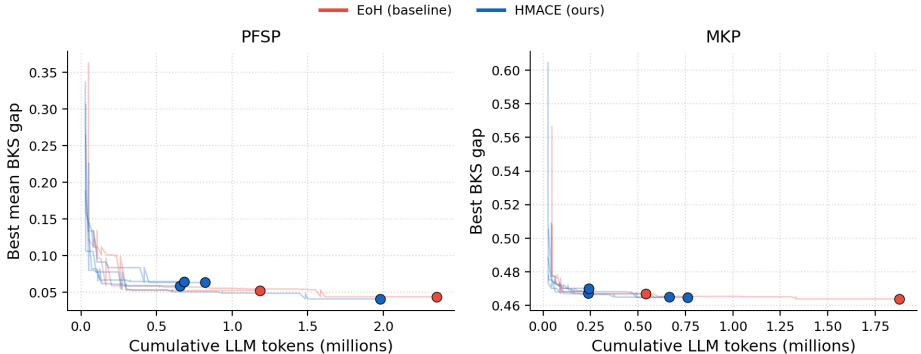 EoH (baseline) HMACE (ours)
PFSP
MKP
Best mean BKS gap
0.35
0.30
0.25
0.20
0.15
0.10
0.05
0.0 0.5 1.0 1.5 2.0
Cumulative LLM tokens (millions)
Best BKS gap
0.60
0.58
0.56
0.54
0.52
0.50
0.48
0.46
0.00 0.25 0.50 0.75 1.00 1.25 1.50 1.75
Cumulative LLM tokens (millions)